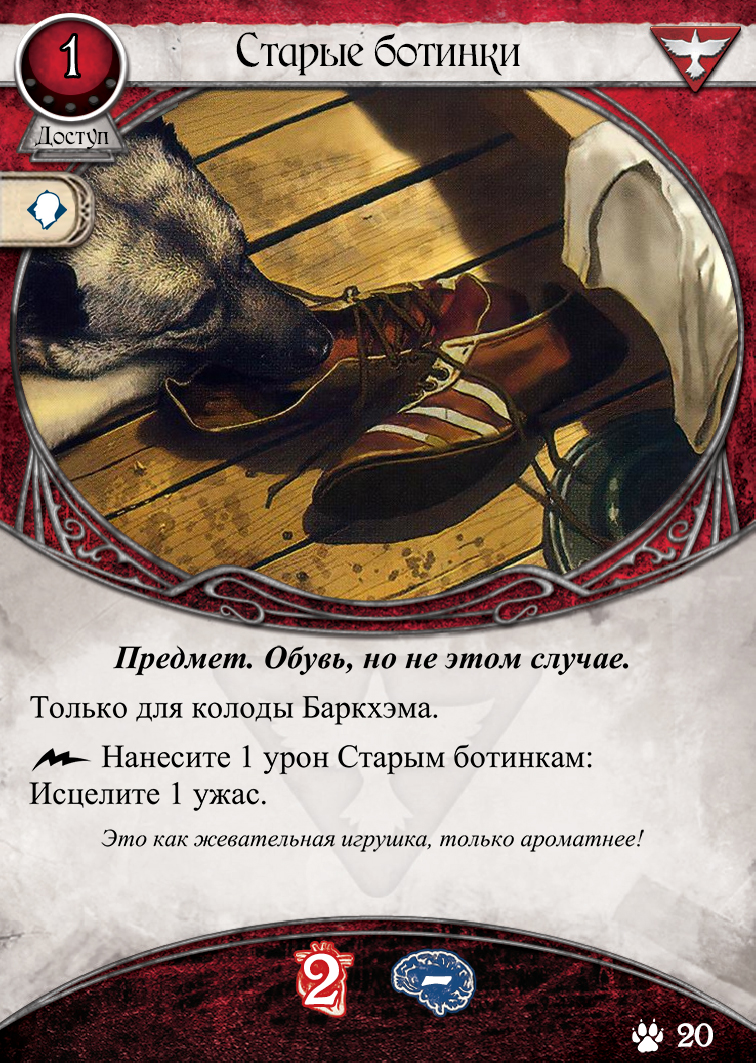 1
Старые ботинки
Доступ
Предмет. Обувь, но не этом случае.
Только для колоды Баркхэма.
Нанесите 1 урон Старым ботинкам:
Исцелите 1 ужас.
Это как жевательная игрушка, только ароматнее!
2 -
20